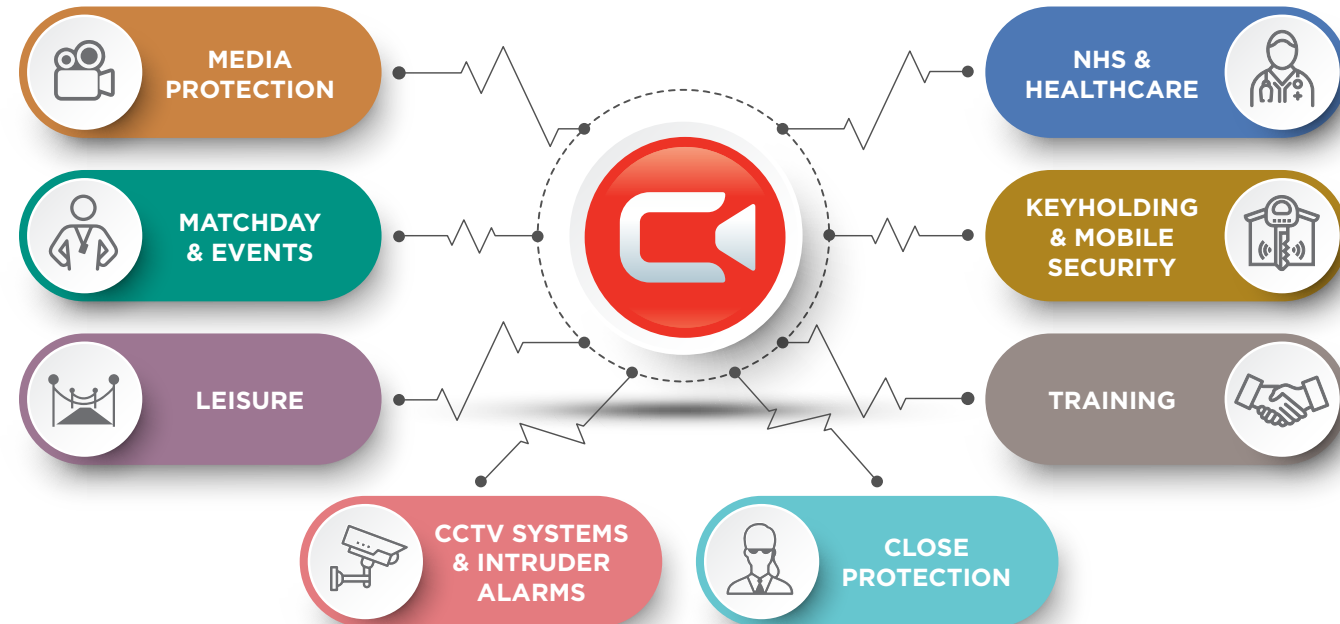 MEDIA
PROTECTION
NHS &
HEALTHCARE
MATCHDAY
& EVENTS
KEYHOLDING
& MOBILE
SECURITY
LEISURE
TRAINING
CCTV SYSTEMS
& INTRUDER
ALARMS
CLOSE
PROTECTION